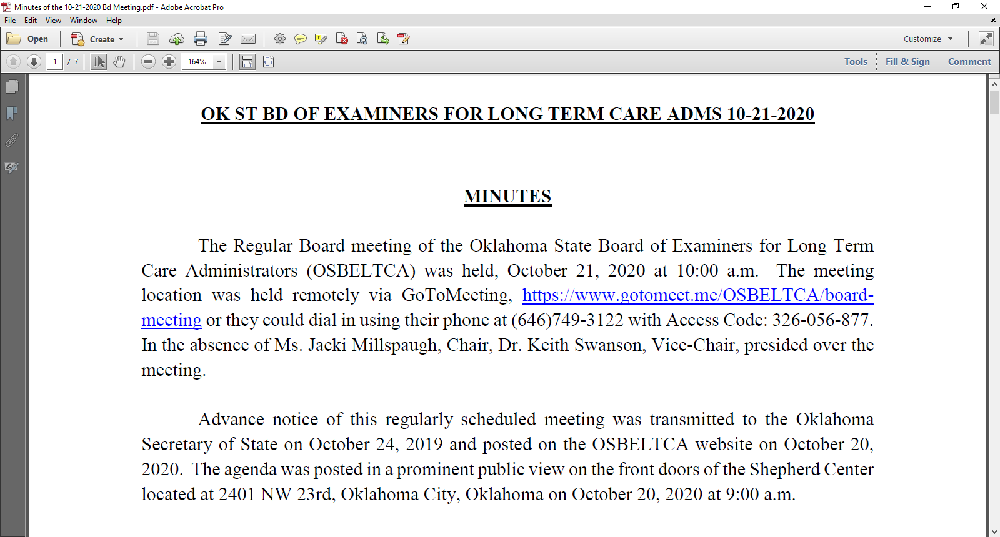 Minutes of the 10-21-2020 Bd Meeting.pdf - Adobe Acrobat Pro
File Edit View Window Help
Open Create Customize
1 / 7 164% Tools Fill & Sign Comment
OK ST BD OF EXAMINERS FOR LONG TERM CARE ADMS 10-21-2020
MINUTES
The Regular Board meeting of the Oklahoma State Board of Examiners for Long Term
Care Administrators (OSBELTCA) was held, October 21, 2020 at 10:00 a.m. The meeting
location was held remotely via GoToMeeting, https://www.gotomeet.me/OSBELTCA/board-
meeting or they could dial in using their phone at (646)749-3122 with Access Code: 326-056-877.
In the absence of Ms. Jacki Millspaugh, Chair, Dr. Keith Swanson, Vice-Chair, presided over the
meeting.
Advance notice of this regularly scheduled meeting was transmitted to the Oklahoma
Secretary of State on October 24, 2019 and posted on the OSBELTCA website on October 20,
2020. The agenda was posted in a prominent public view on the front doors of the Shepherd Center
located at 2401 NW 23rd, Oklahoma City, Oklahoma on October 20, 2020 at 9:00 a.m.